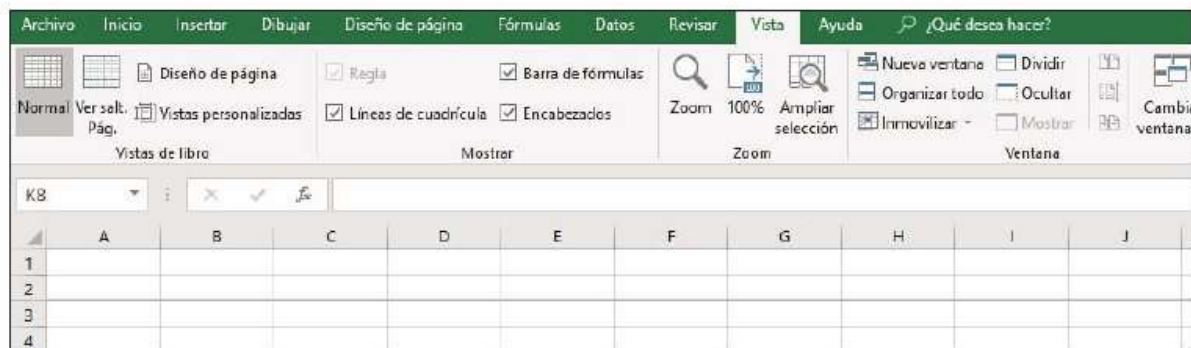 Archivo Inicio Insertar Dibujar Diseño de página Fórmulas Datos Revisar Vista Ayuda ¿Qué desea hacer?
Normal
Ver salt. Pág.
Diseño de página
Vistas personalizadas
Vistas de libro
Regla
Barra de fórmulas
Líneas de cuadrícula
Encabezados
Mostrar
Zoom
100%
Ampliar selección
Zoom
Nueva ventana
Organizar todo
Inmovilizar
Dividir
Ocultar
Mostrar
Cambia
ventana
Ventana
K8
fx
A B C D E F G H I J
1
2
3
4